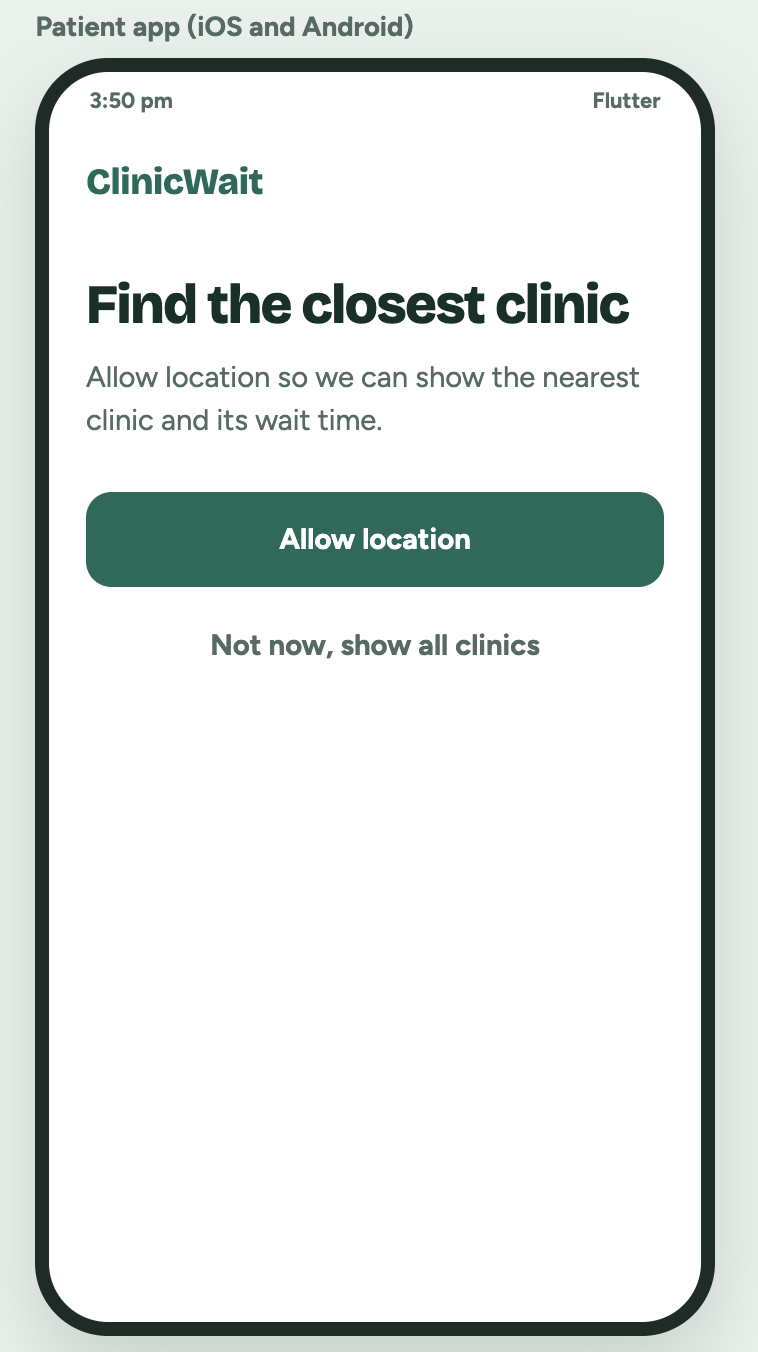 Patient app (iOS and Android)
3:50 pm
Flutter
ClinicWait
Find the closest clinic
Allow location so we can show the nearest
clinic and its wait time.
Allow location
Not now, show all clinics